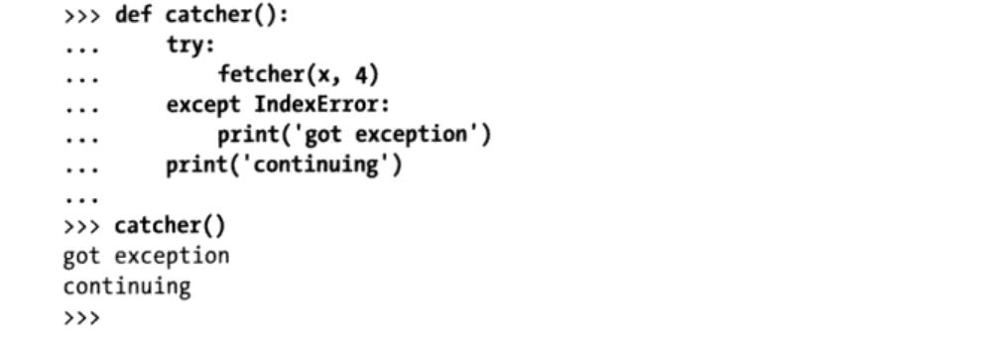 >>> def catcher():
...     try:
...         fetcher(x, 4)
...     except IndexError:
...         print('got exception')
...     print('continuing')
...
>>> catcher()
got exception
continuing
>>>